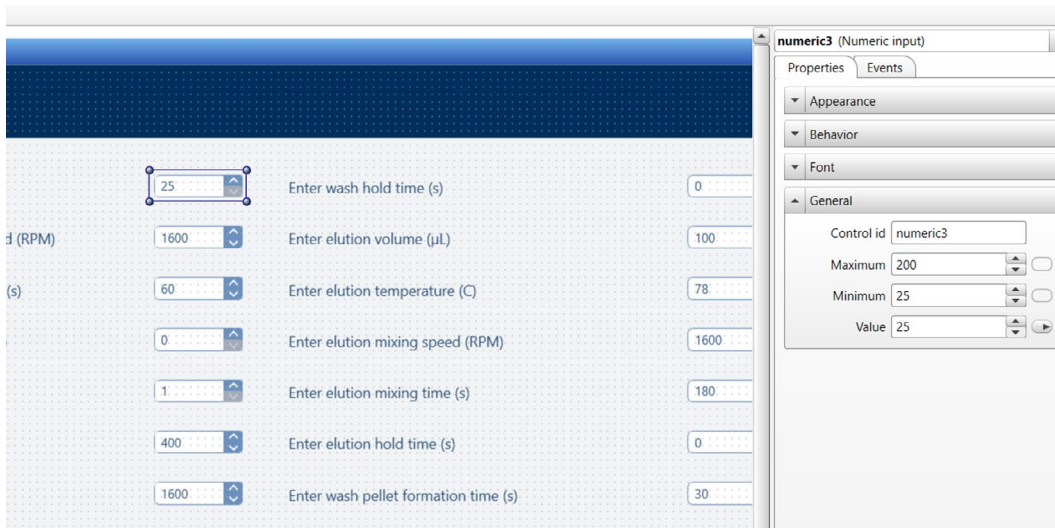 numeric3 (Numeric input)
Properties Events
Appearance
Behavior
Font
General
Control id numeric3
Maximum 200
Minimum 25
Value 25
25 Enter wash hold time (s) 0
d (RPM) 1600 Enter elution volume (µL) 100
(s) 60 Enter elution temperature (C) 78
0 Enter elution mixing speed (RPM) 1600
1 Enter elution mixing time (s) 180
400 Enter elution hold time (s) 0
1600 Enter wash pellet formation time (s) 30